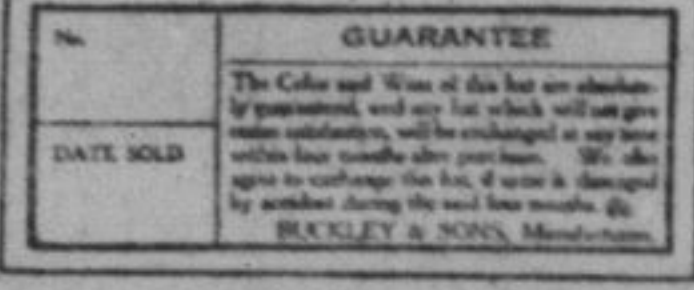 No.
DATE SOLD
GUARANTEE
The Color and Wear of this hat are absolute-
ly guaranteed, and any hat which will not give
entire satisfaction, will be exchanged at any time
within four months after purchase. We also
agree to exchange this hat, if same is damaged
by accident during the said four months.
BUCKLEY & SONS, Manufacturers.